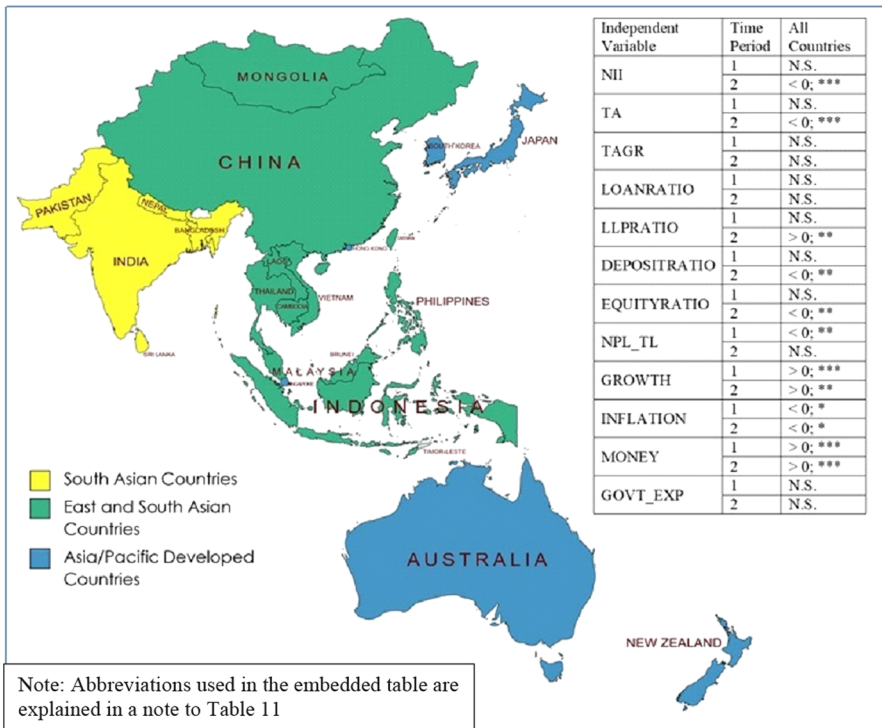 MONGOLIA
CHINA
SOUTH KOREA
JAPAN
PAKISTAN
NEPAL
BANGLADESH
INDIA
SRI LANKA
HONG KONG
TAIWAN
LAOS
THAILAND
VIETNAM
CAMBODIA
PHILIPPINES
BRUNEI
MALAYSIA
SINGAPORE
INDONESIA
TIMOR-LESTE
AUSTRALIA
NEW ZEALAND
Independent Variable Time Period All Countries
NII 1 N.S.
2 < 0; ***
TA 1 N.S.
2 < 0; ***
TAGR 1 N.S.
2 N.S.
LOANRATIO 1 N.S.
2 N.S.
LLPRATIO 1 N.S.
2 > 0; **
DEPOSITRATIO 1 N.S.
2 < 0; **
EQUITYRATIO 1 N.S.
2 < 0; **
NPL_TL 1 < 0; **
2 N.S.
GROWTH 1 > 0; ***
2 > 0; **
INFLATION 1 < 0; *
2 < 0; *
MONEY 1 > 0; ***
2 > 0; ***
GOVT_EXP 1 N.S.
2 N.S.
South Asian Countries
East and South Asian
Countries
Asia/Pacific Developed
Countries
Note: Abbreviations used in the embedded table are
explained in a note to Table 11